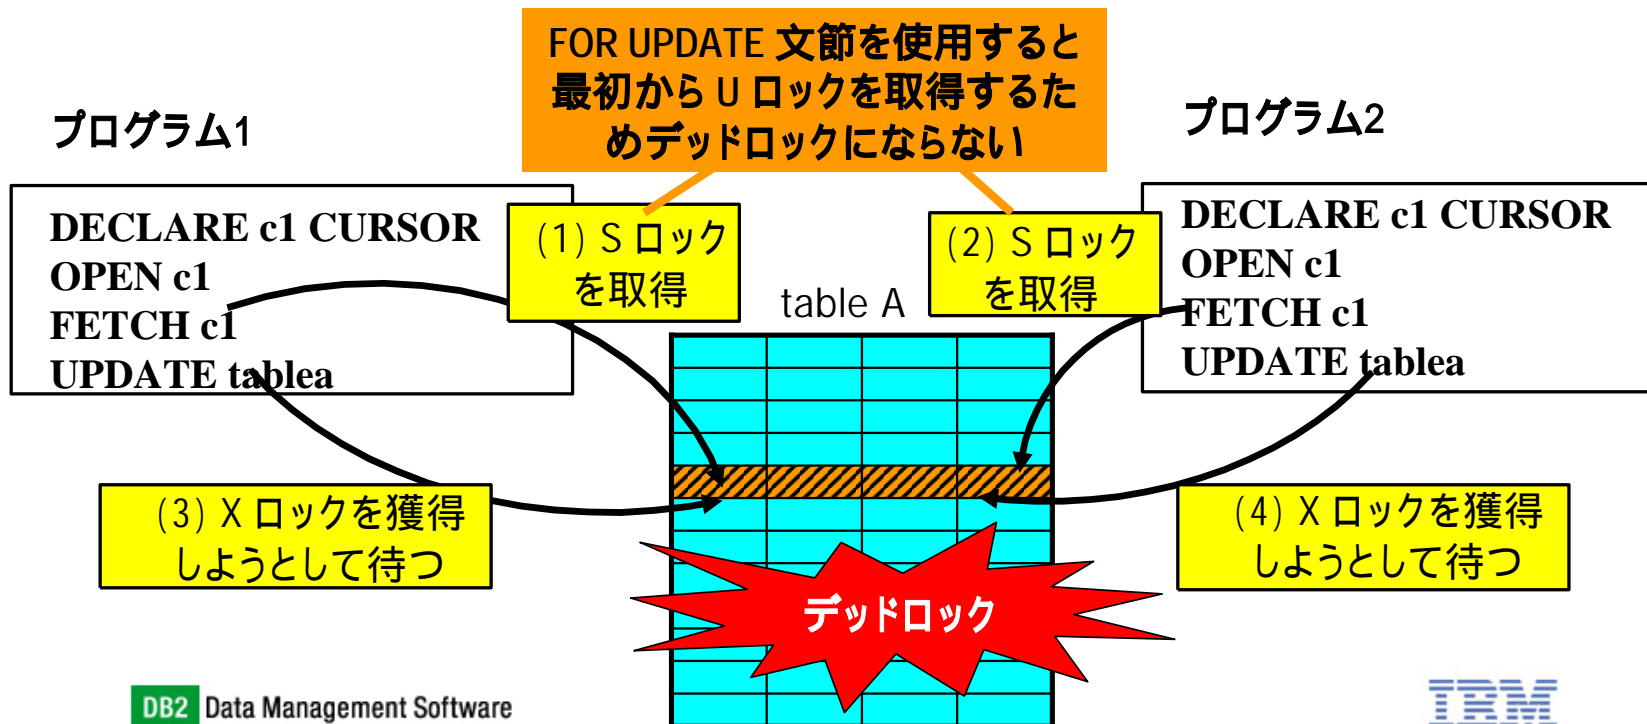 FOR UPDATE 文節を使用すると
最初から U ロックを取得するた
めデッドロックにならない
プログラム1
プログラム2
DECLARE c1 CURSOR
OPEN c1
FETCH c1
UPDATE tablea
(1) S ロック
を取得
(2) S ロック
を取得
DECLARE c1 CURSOR
OPEN c1
FETCH c1
UPDATE tablea
table A
(3) X ロックを獲得
しようとして待つ
(4) X ロックを獲得
しようとして待つ
デッドロック
DB2 Data Management Software
IBM